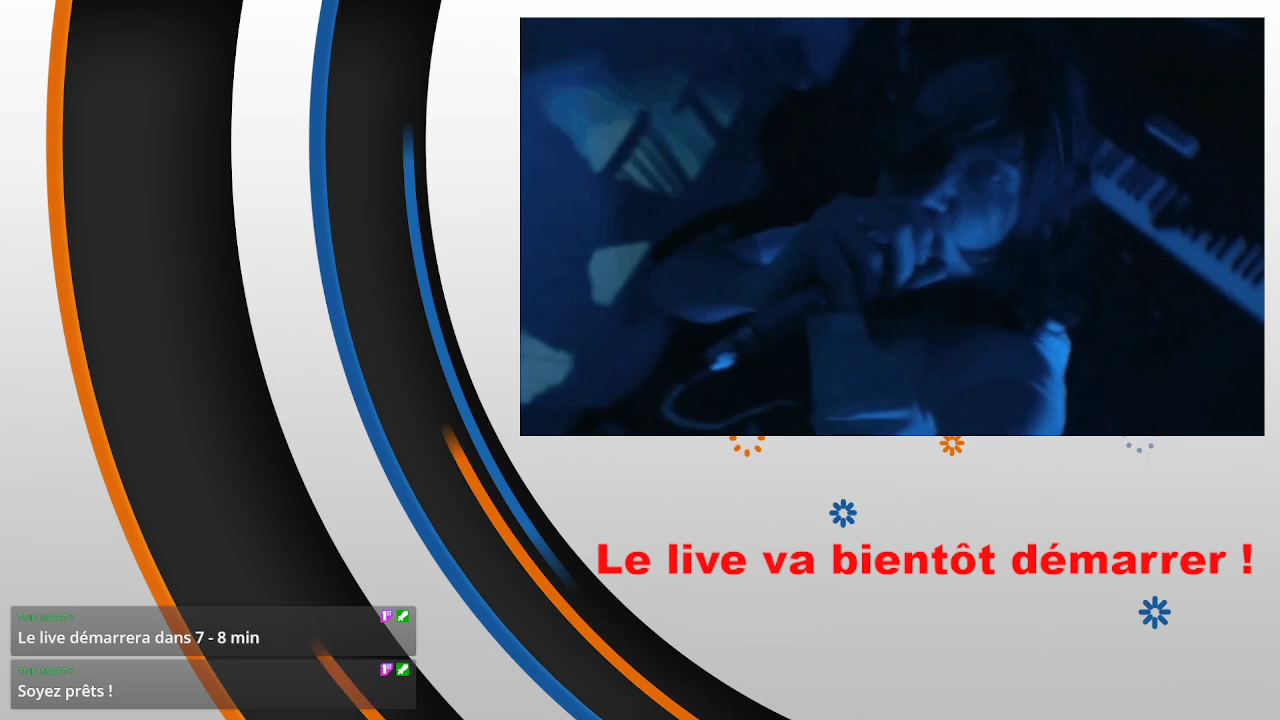 Le live va bientôt démarrer !
Le live démarrera dans 7 - 8 min
Soyez prêts !